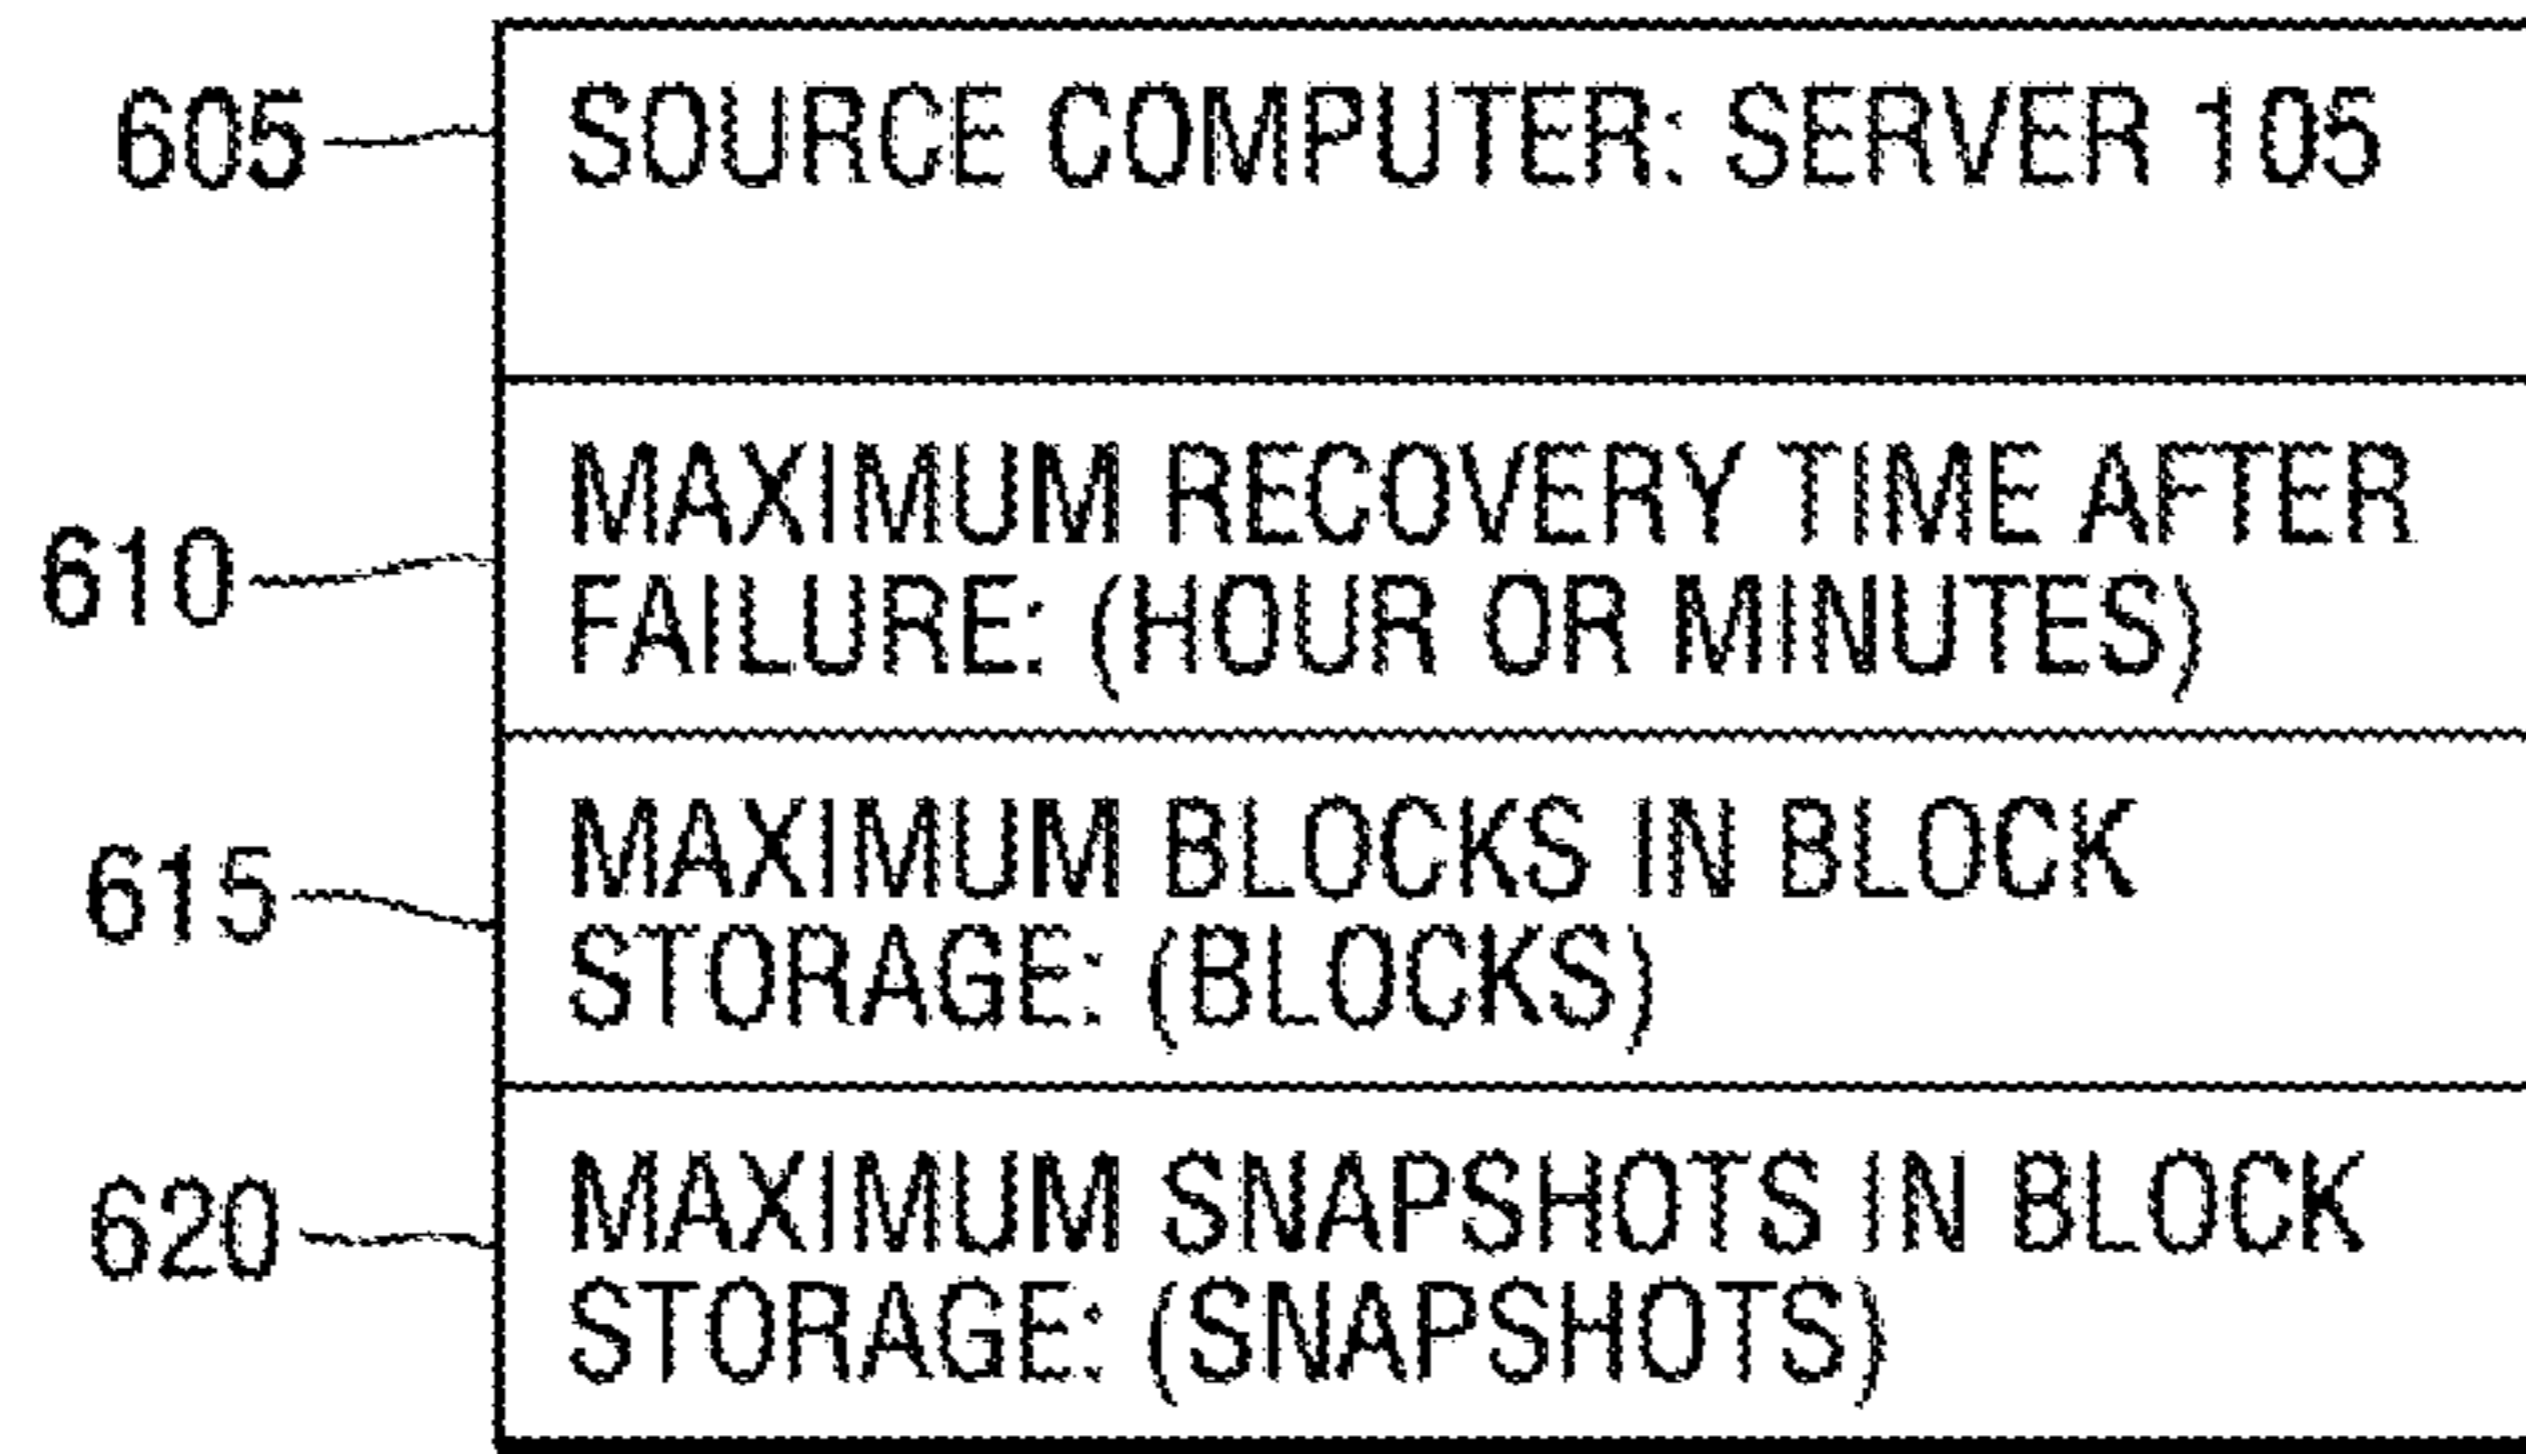 605 SOURCE COMPUTER: SERVER 105
610 MAXIMUM RECOVERY TIME AFTER
FAILURE: (HOUR OR MINUTES)
615 MAXIMUM BLOCKS IN BLOCK
STORAGE: (BLOCKS)
620 MAXIMUM SNAPSHOTS IN BLOCK
STORAGE: (SNAPSHOTS)